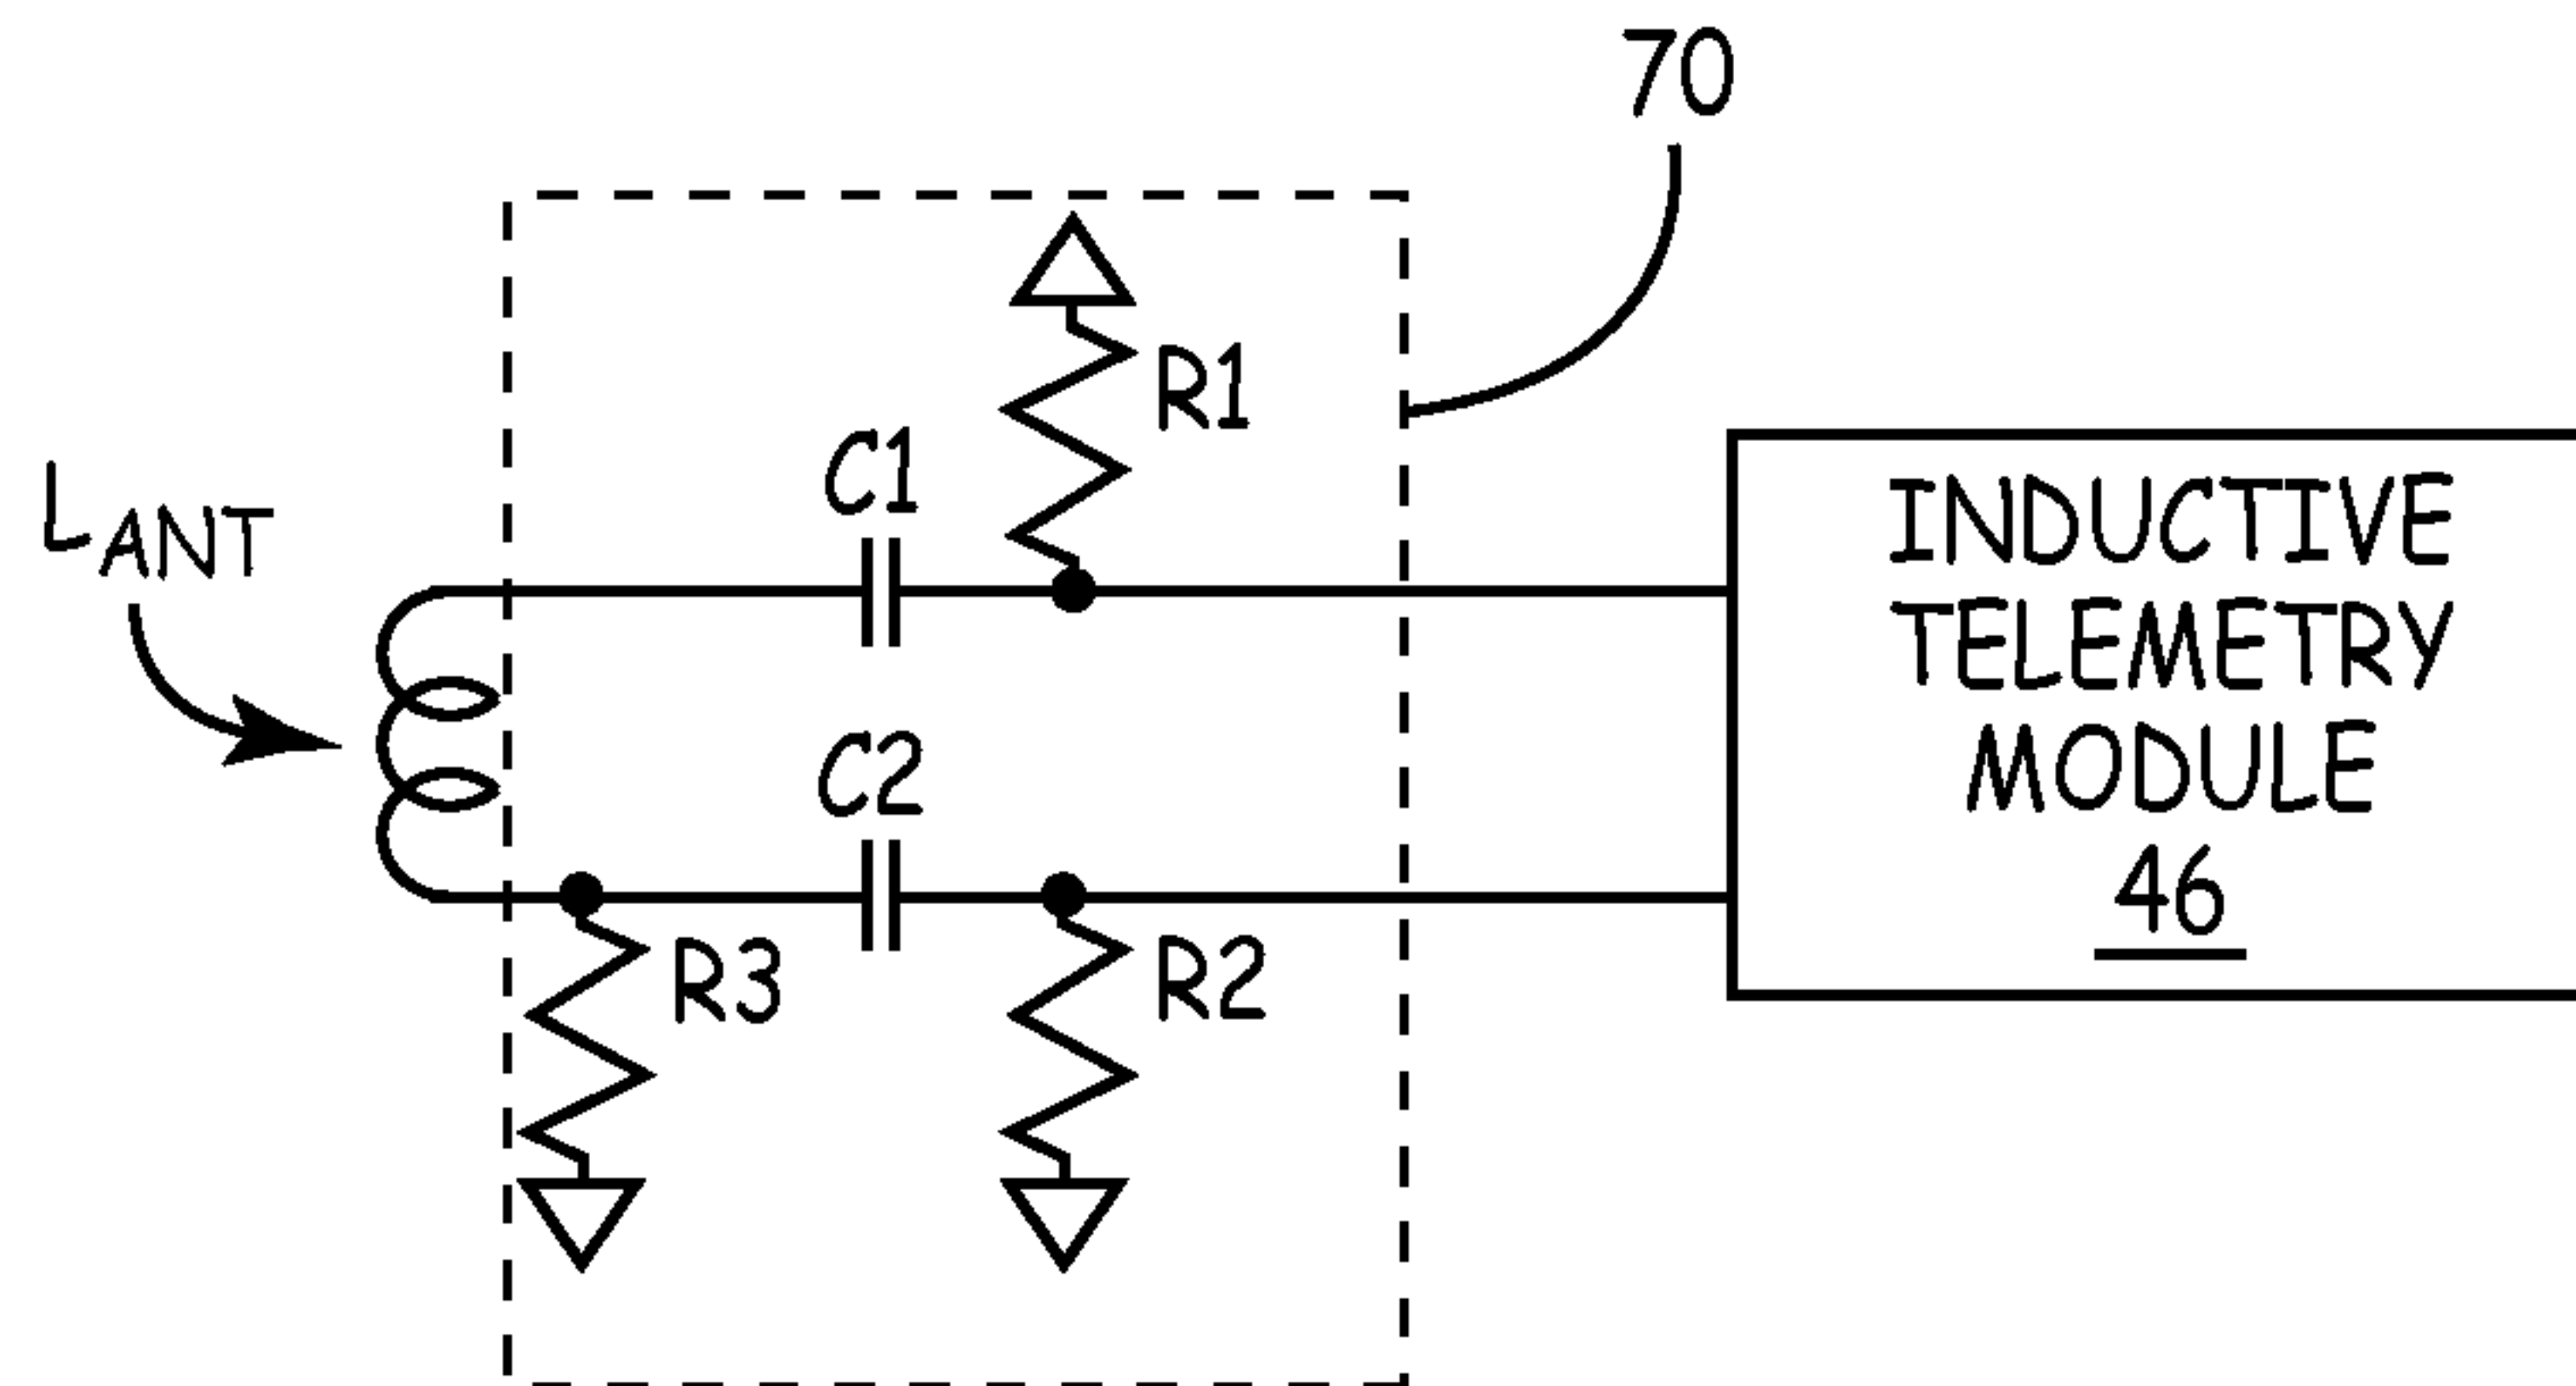 70
R1
C1
LANT
INDUCTIVE
TELEMETRY
MODULE
46
C2
R3
R2